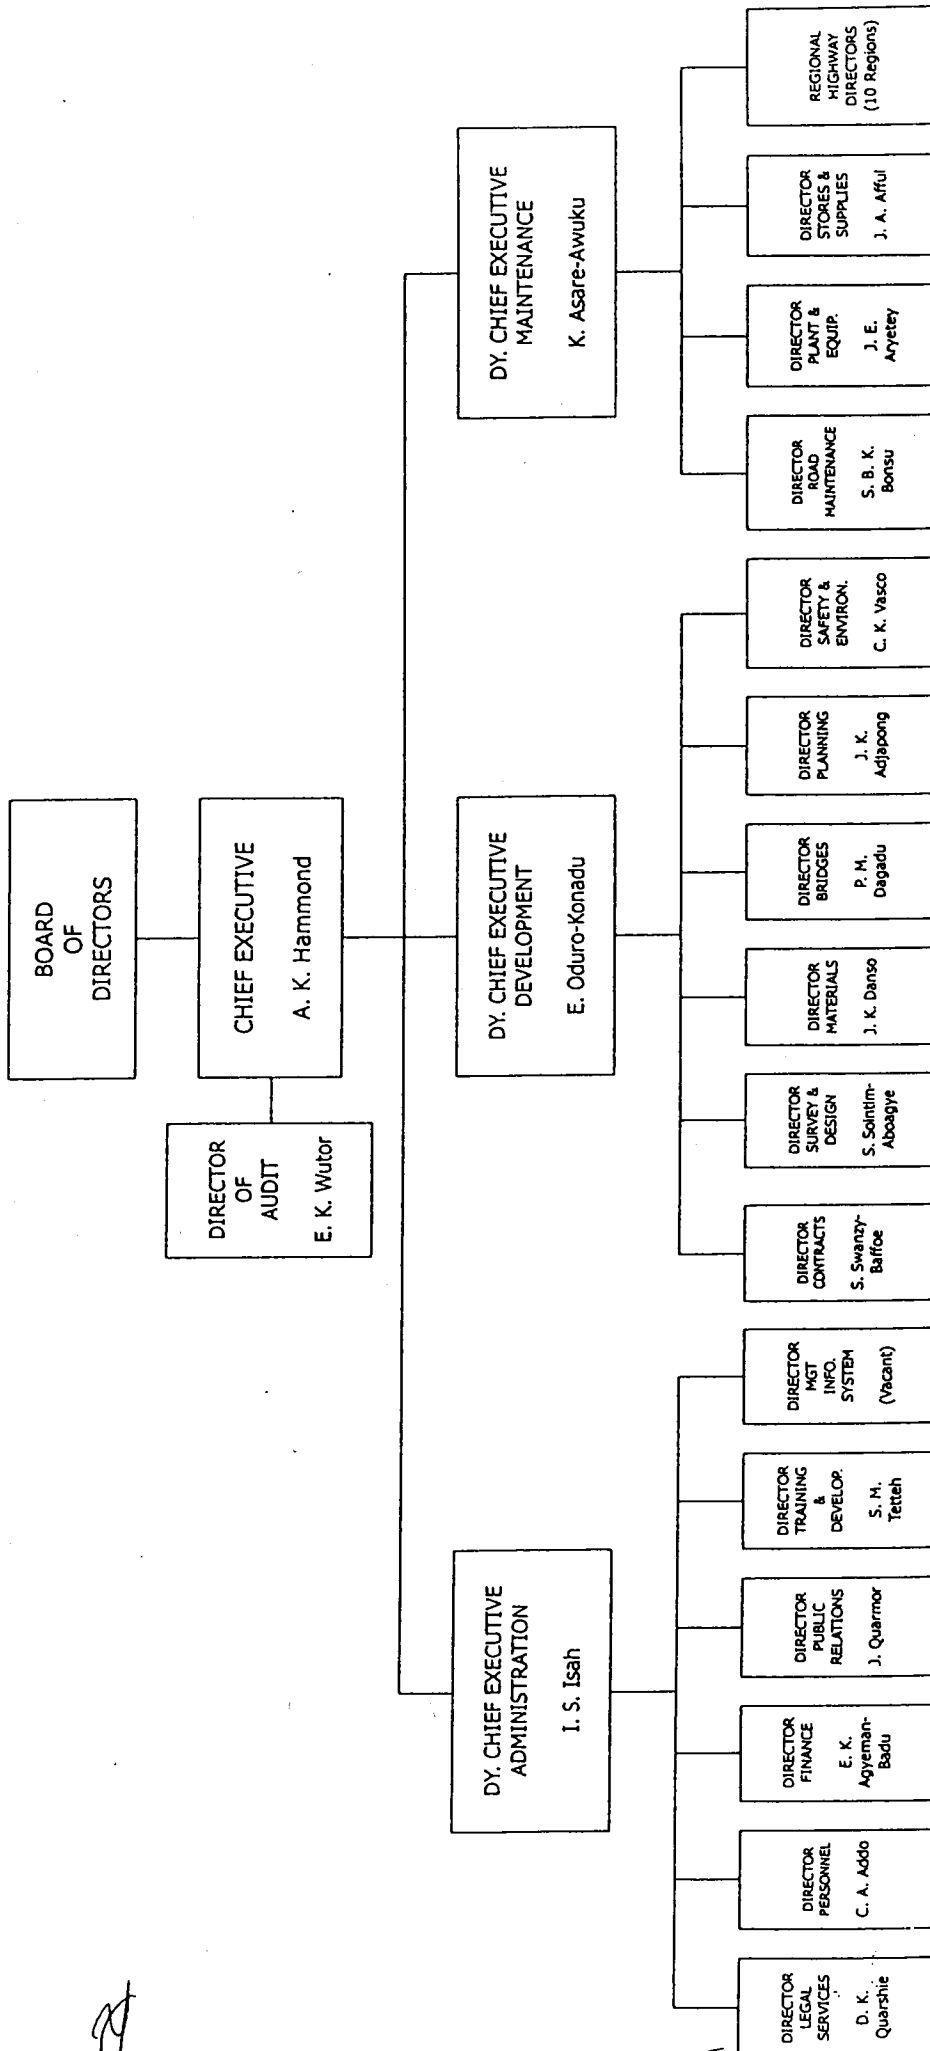 BOARD
OF
DIRECTORS
CHIEF EXECUTIVE
A. K. Hammond
DIRECTOR
OF
AUDIT
E. K. Wutor
DY. CHIEF EXECUTIVE
ADMINISTRATION
I. S. Isah
DY. CHIEF EXECUTIVE
DEVELOPMENT
E. Oduro-Konadu
DY. CHIEF EXECUTIVE
MAINTENANCE
K. Asare-Awuku
DIRECTOR
LEGAL
SERVICES
D. K.
Quarshie
DIRECTOR
PERSONNEL
C. A. Addo
DIRECTOR
FINANCE
E. K.
Agyeman-
Badu
DIRECTOR
PUBLIC
RELATIONS
J. Quarmor
DIRECTOR
TRAINING
&
DEVELOP.
S. M.
Tetteh
DIRECTOR
MGT
INFO.
SYSTEM
(Vacant)
DIRECTOR
CONTRACTS
S. Swanzy-
Baffoe
DIRECTOR
SURVEY &
DESIGN
S. Sointim-
Aboagye
DIRECTOR
MATERIALS
J. K. Danso
DIRECTOR
BRIDGES
P. M.
Dagadu
DIRECTOR
PLANNING
J. K.
Adjapong
DIRECTOR
SAFETY &
ENVIRON.
C. K. Vasco
DIRECTOR
ROAD
MAINTENANCE
S. B. K.
Bonsu
DIRECTOR
PLANT &
EQUIP.
J. E.
Aryetey
DIRECTOR
STORES &
SUPPLIES
J. A. Afful
REGIONAL
HIGHWAY
DIRECTORS
(10 Regions)